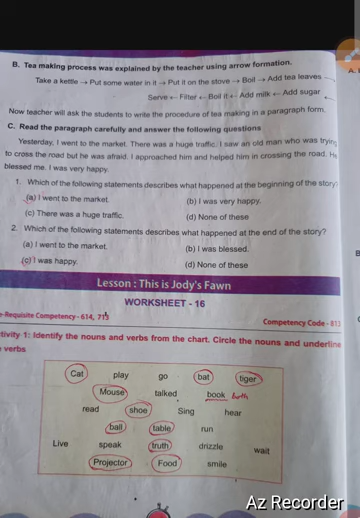 B. Tea making process was explained by the teacher using arrow formation.
Take a kettle → Put some water in it → Put it on the stove → Boil → Add tea leaves
Serve ← Filter ← Boil it ← Add milk ← Add sugar
A.
Now teacher will ask the students to write the procedure of tea making in a paragraph form.
C. Read the paragraph carefully and answer the following questions
Yesterday, I went to the market. There was a huge traffic. I saw an old man who was trying
to cross the road but he was afraid. I approached him and helped him in crossing the road. He
blessed me. I was very happy.
1. Which of the following statements describes what happened at the beginning of the story?
(a) I went to the market.
(b) I was very happy.
(c) There was a huge traffic.
(d) None of these
2. Which of the following statements describes what happened at the end of the story?
(a) I went to the market.
(b) I was blessed.
(c) I was happy.
(d) None of these
B
Lesson : This is Jody's Fawn
WORKSHEET - 16
e-Requisite Competency - 614, 713
Competency Code - 813
tivity 1: Identify the nouns and verbs from the chart. Circle the nouns and underline
verbs
Cat play go bat tiger
Mouse talked book both
read shoe Sing hear
ball table run
Live speak truth drizzle wait
Projector Food smile
Az Recorder